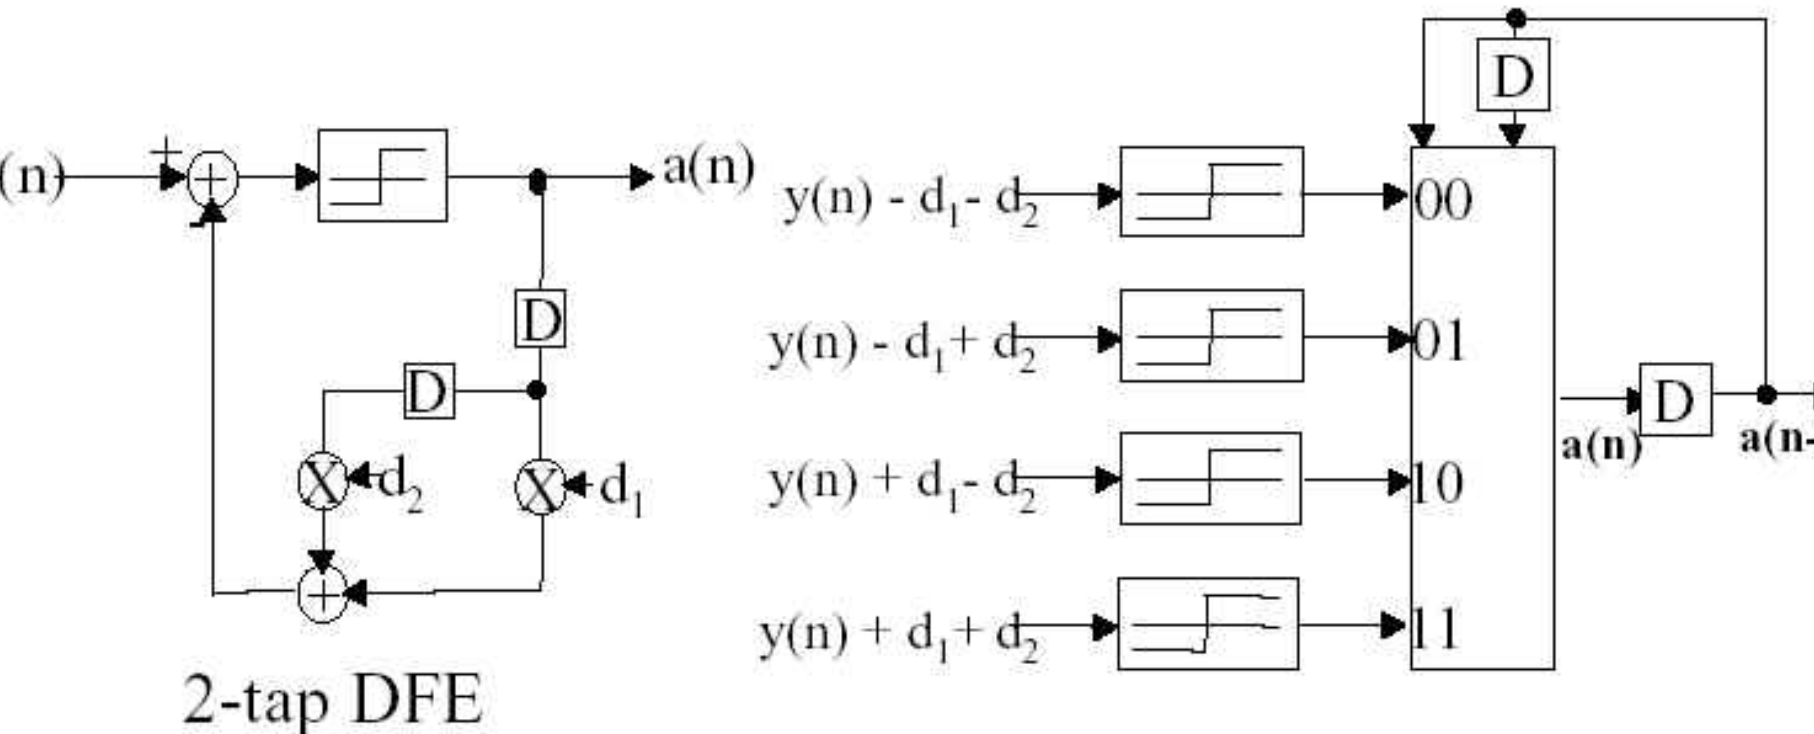 (n)
+
+
-
a(n)
D
D
X
d2
X
d1
+
2-tap DFE
D
y(n) - d1- d2
00
y(n) - d1+ d2
01
D
a(n)
a(n-
y(n) + d1- d2
10
y(n) + d1+ d2
11